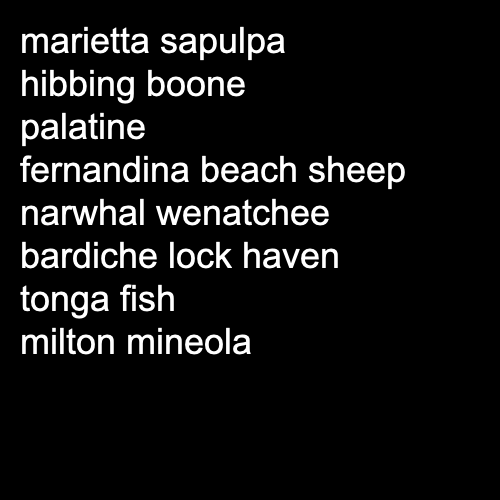 marietta sapulpa
hibbing boone
palatine
fernandina beach sheep
narwhal wenatchee
bardiche lock haven
tonga fish
milton mineola